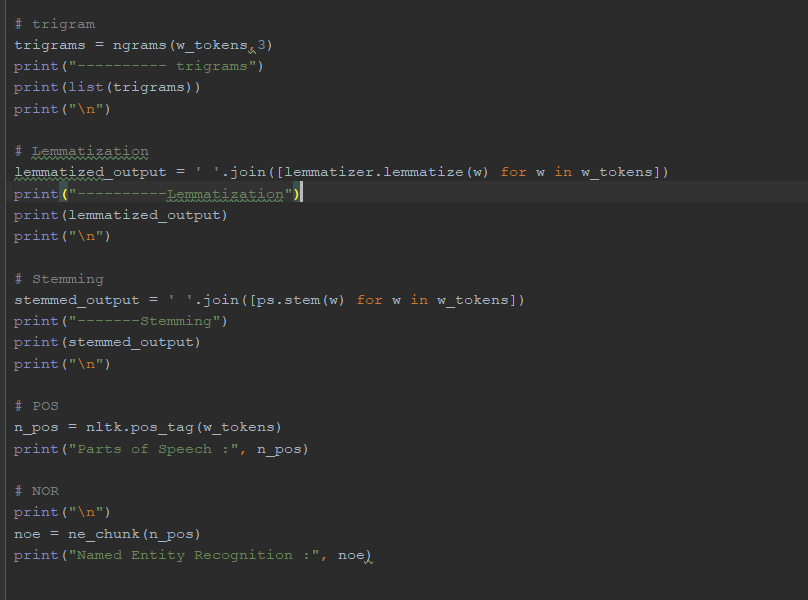 # trigram
trigrams = ngrams(w_tokens,3)
print("---------- trigrams")
print(list(trigrams))
print("\n")
# Lemmatization
lemmatized_output = ' '.join([lemmatizer.lemmatize(w) for w in w_tokens])
print("----------Lemmatization")
print(lemmatized_output)
print("\n")
# Stemming
stemmed_output = ' '.join([ps.stem(w) for w in w_tokens])
print("-------Stemming")
print(stemmed_output)
print("\n")
# POS
n_pos = nltk.pos_tag(w_tokens)
print("Parts of Speech :", n_pos)
# NOR
print("\n")
noe = ne_chunk(n_pos)
print("Named Entity Recognition :", noe)